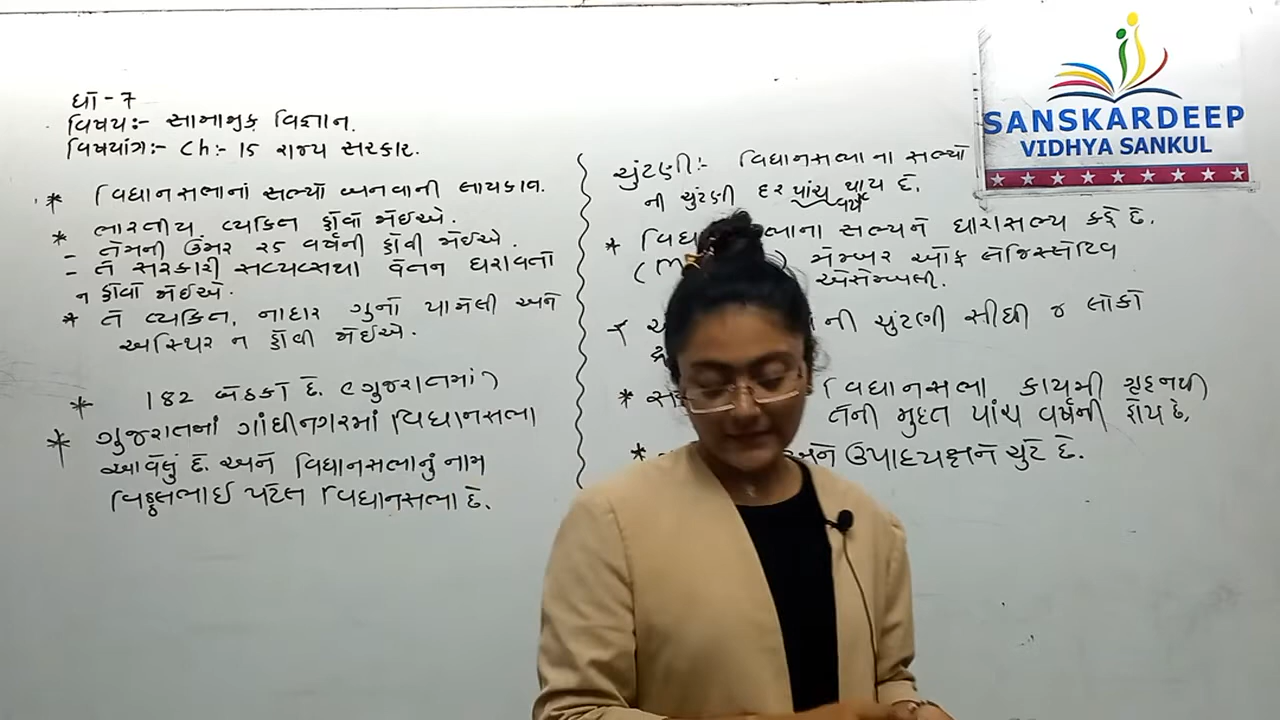 ધો - 7
વિષય:- સામાજીક વિજ્ઞાન.
વિષયાંગ:- Ch:- 15 રાજ્ય સરકાર.
* વિધાનસભાનાં સભ્યો બનવાની લાયકાત.
* ભારતીય વ્યકિત હોવો જોઈએ.
- તેમની ઉંમર ૨૫ વર્ષની હોવી જોઈએ.
- તે સરકારી વેતન ધરાવતો
ન હોવો જોઈએ.
* તે વ્યકિત, નાદાર ગુનો પામેલી અને
અસ્થિર ન હોવી જોઈએ.
* 182 બેઠકો છે. (ગુજરાતમાં)
* ગુજરાતનાં ગાંધીનગરમાં વિધાનસભા
આવેલું છે. અને વિધાનસભાનું નામ
વિઠ્ઠલભાઈ પટેલ વિધાનસભા છે.
ચુંટણી:- વિધાનસભાના સભ્યો
ની ચુંટણી દર પાંચ વર્ષે થાય છે.
* ના સભ્યને ધારાસભ્ય કહે છે.
(M ) મેમ્બર ઓફ લેજિસ્લેટિવ
એસેમ્બલી.
ની ચુંટણી સીધી જ લોકો
* વિધાનસભા કાયમી ગૃહ નથી
તેની મુદત પાંચ વર્ષની હોય છે.
* અને ઉપાધ્યક્ષને ચુંટે છે.
SANSKARDEEP
VIDHYA SANKUL